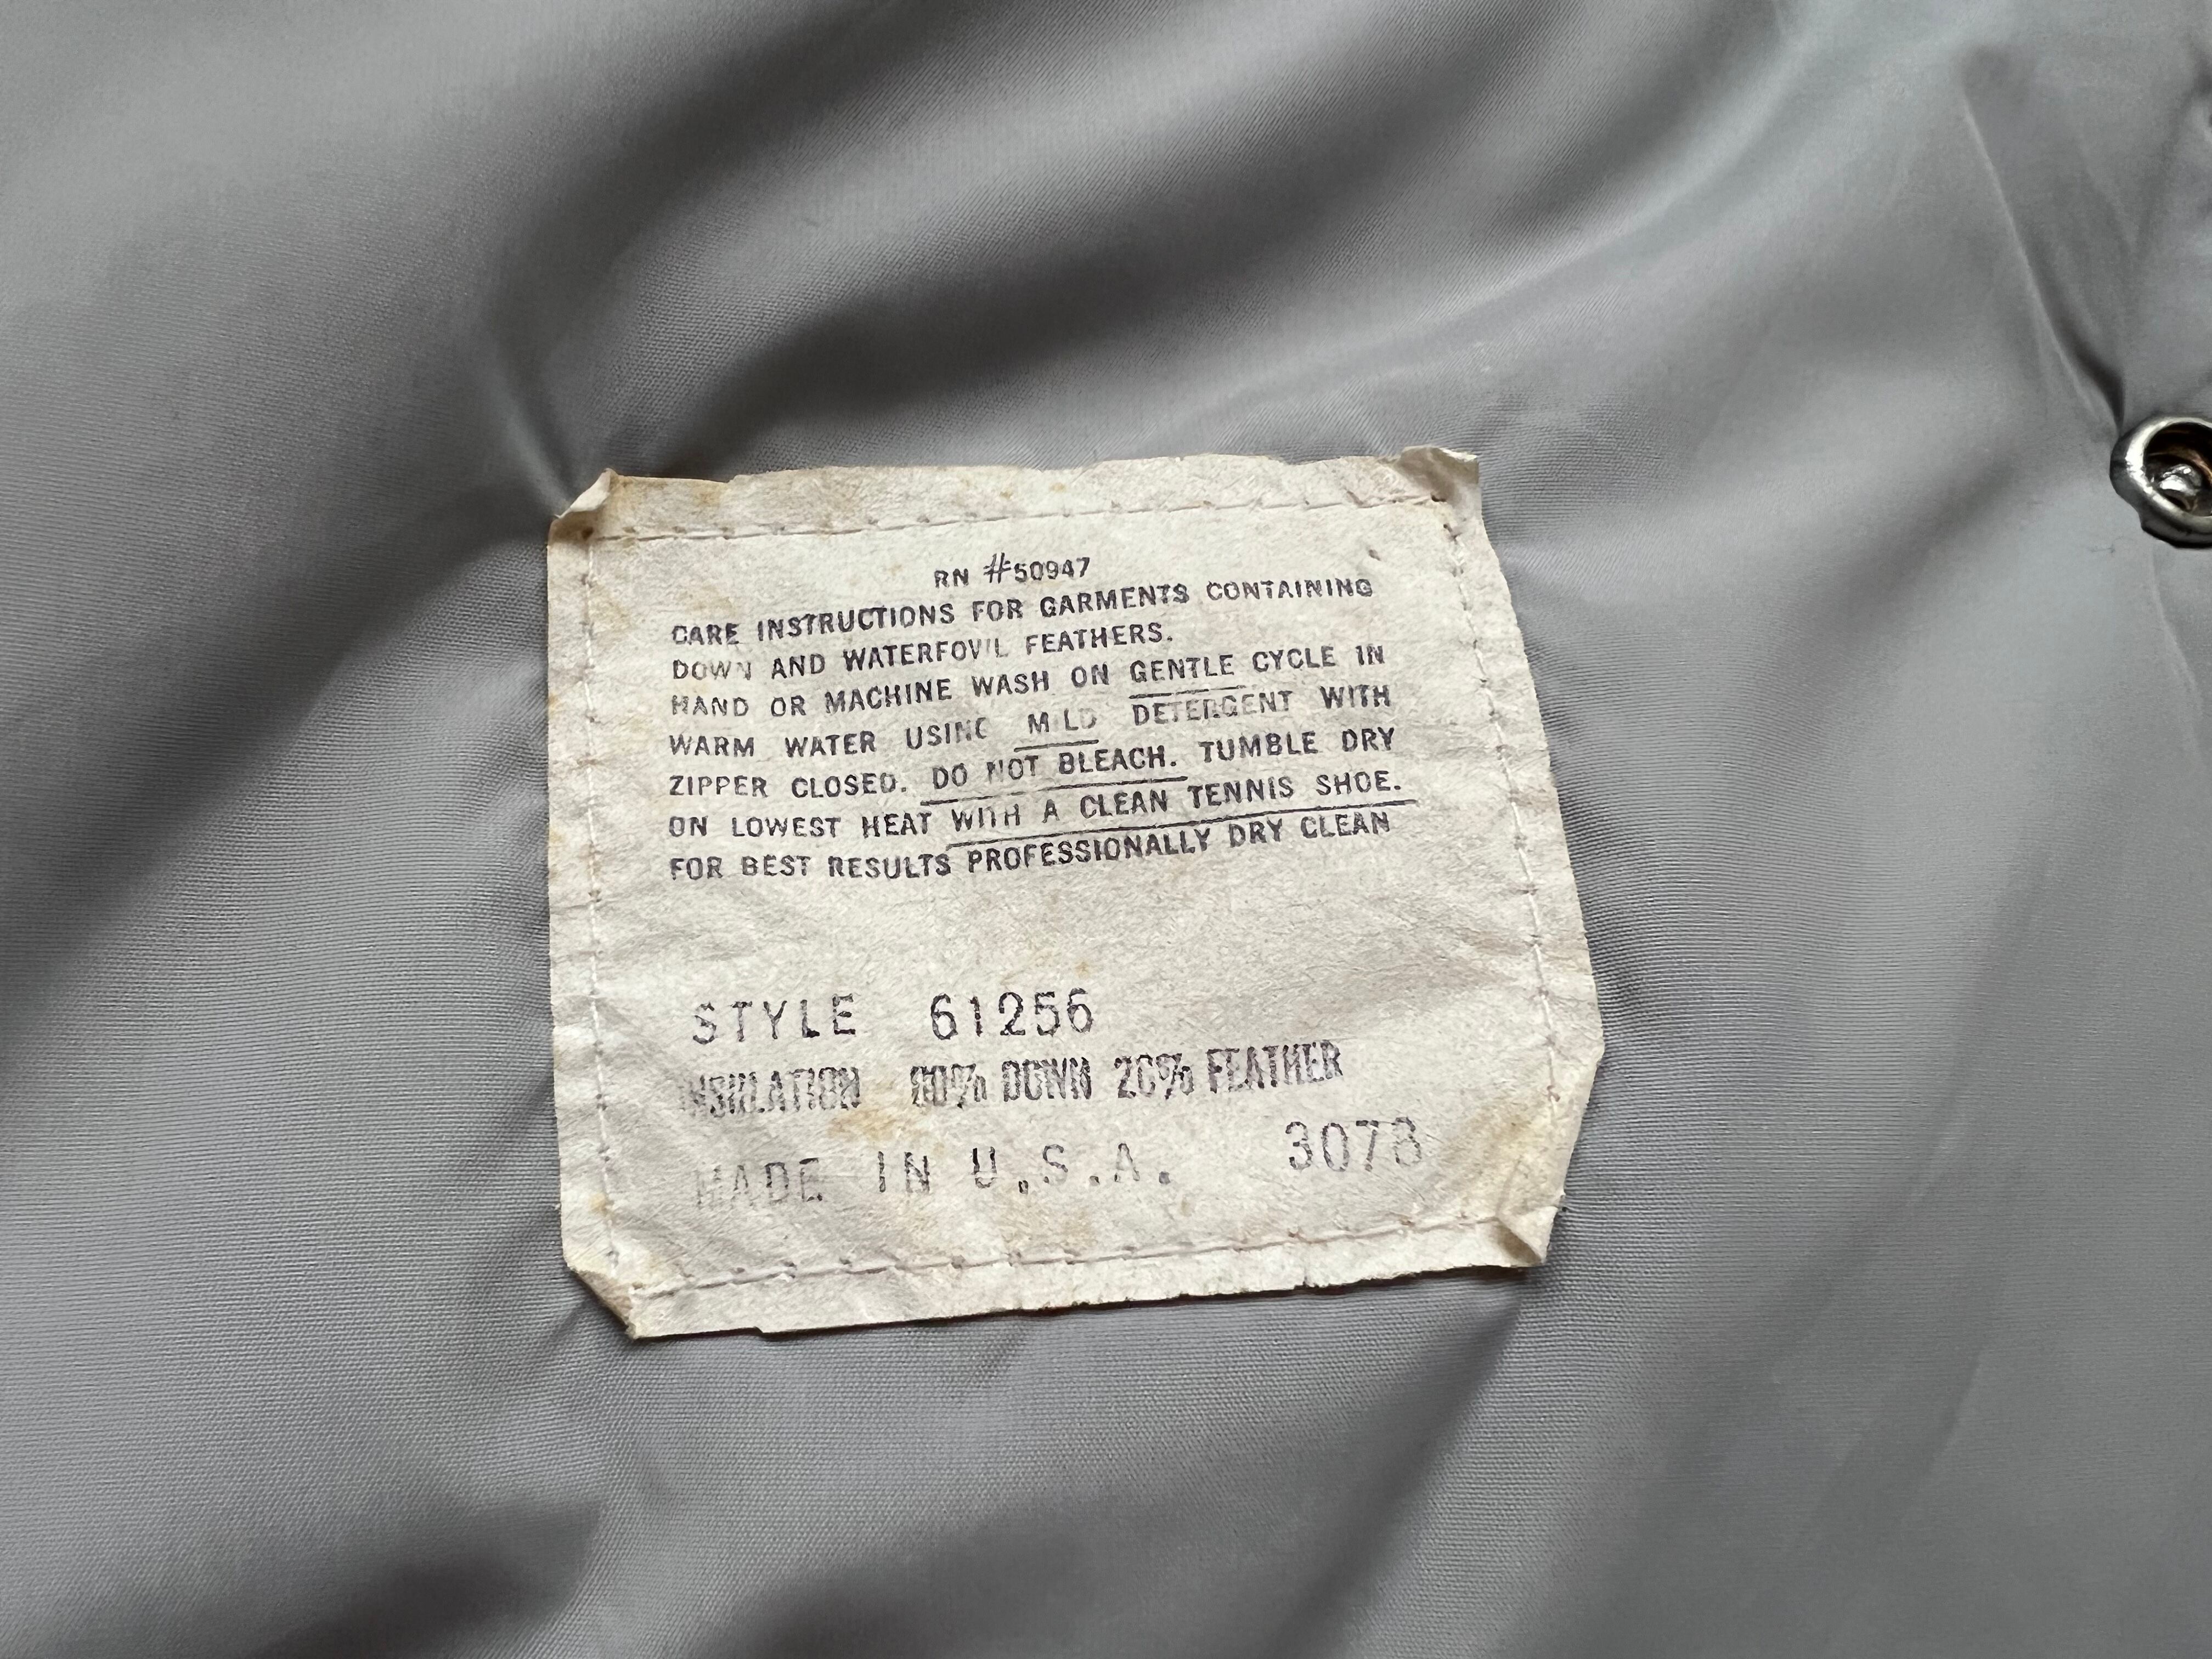 RN #50947
CARE INSTRUCTIONS FOR GARMENTS CONTAINING
DOWN AND WATERFOWL FEATHERS.
HAND OR MACHINE WASH ON GENTLE CYCLE IN
WARM WATER USING MILD DETERGENT WITH
ZIPPER CLOSED. DO NOT BLEACH. TUMBLE DRY
ON LOWEST HEAT WITH A CLEAN TENNIS SHOE.
FOR BEST RESULTS PROFESSIONALLY DRY CLEAN
STYLE 61256
INSULATION 80% DOWN 20% FEATHER
MADE IN U.S.A. 3078